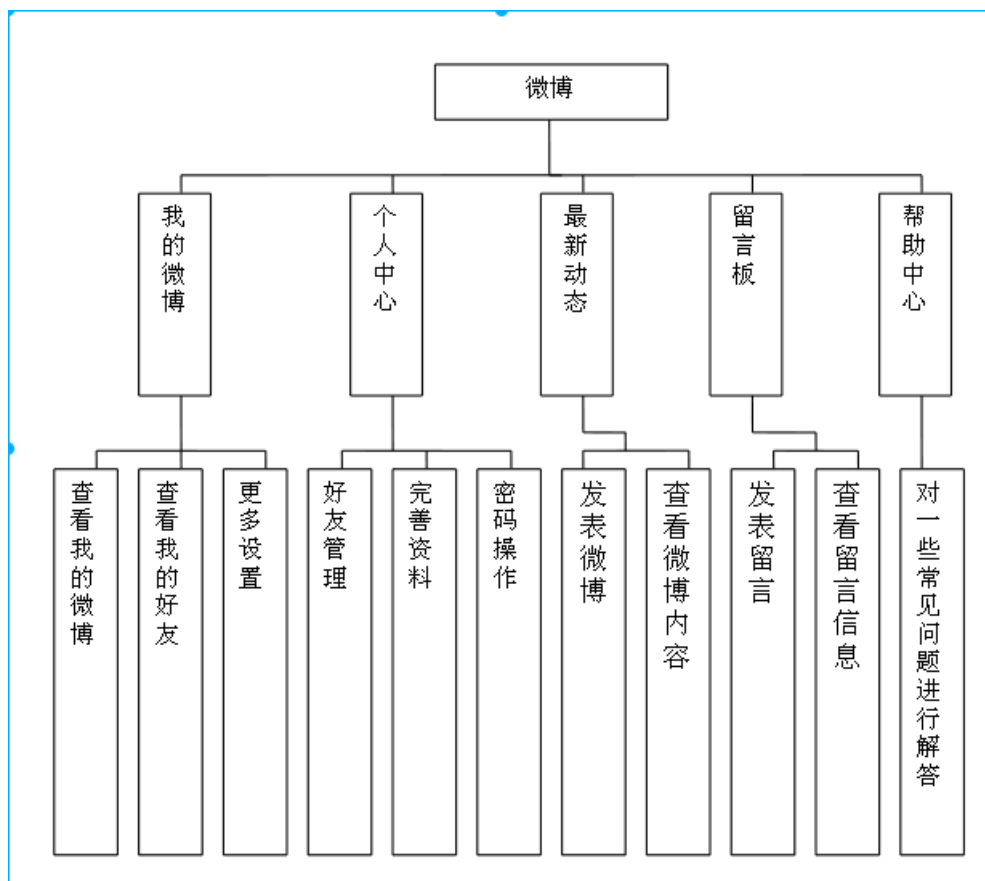 微博
我的微博
个人中心
最新动态
留言板
帮助中心
查看我的微博
查看我的好友
更多设置
好友管理
完善资料
密码操作
发表微博
查看微博内容
发表留言
查看留言信息
对一些常见问题进行解答